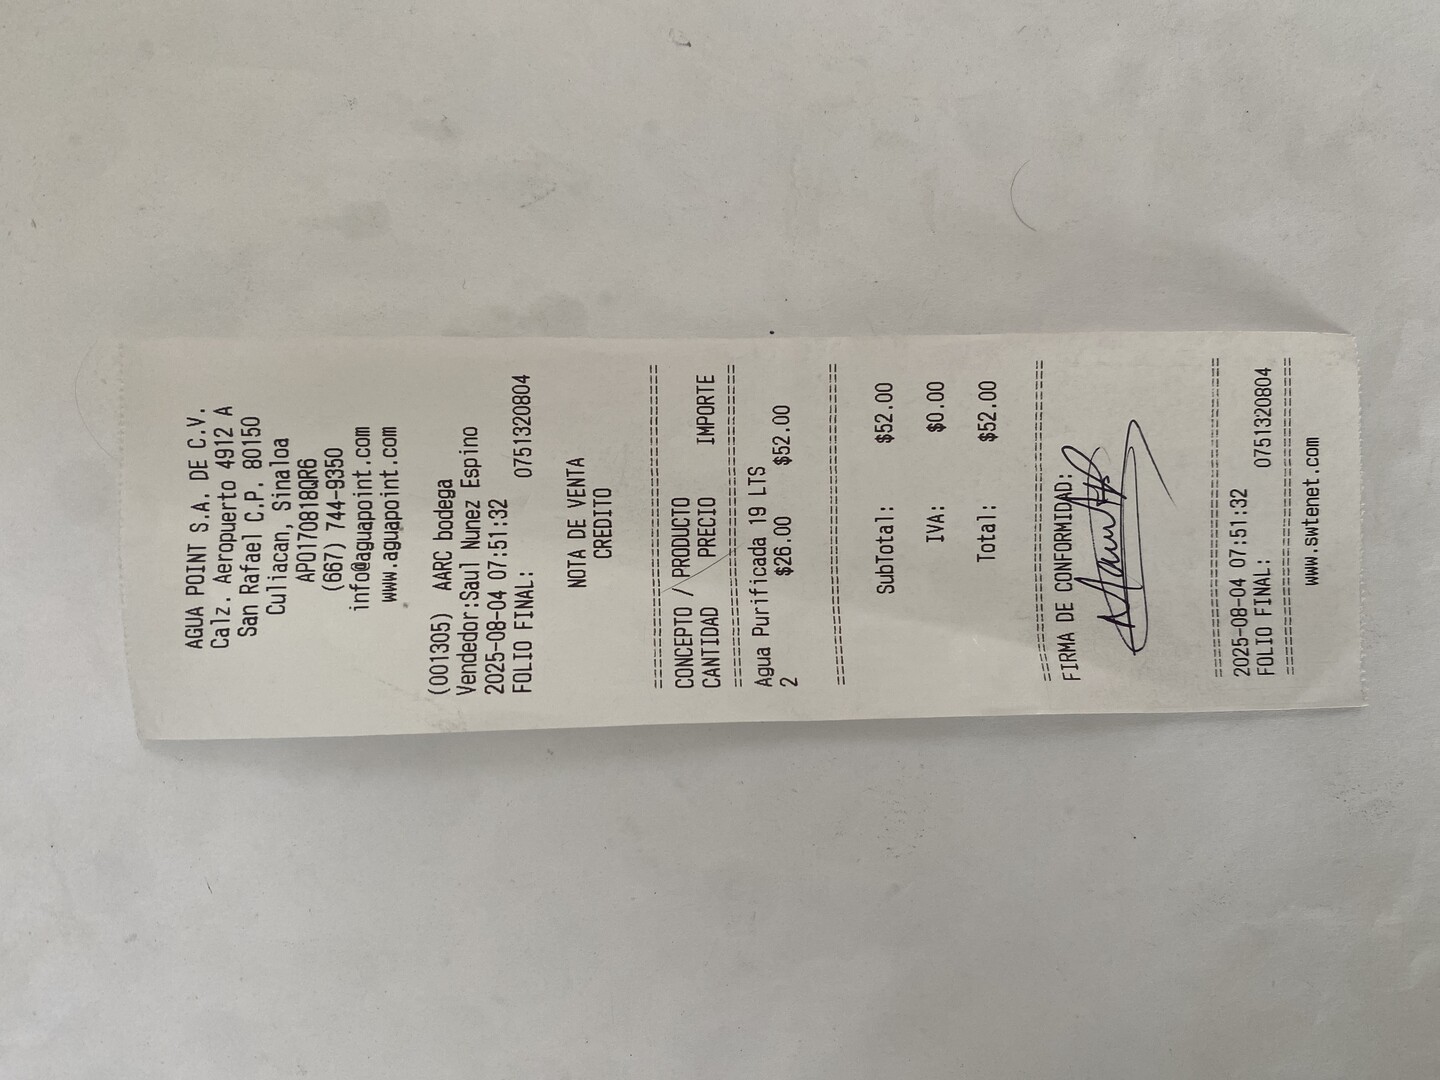 AGUA POINT S.A. DE C.V.
Calz. Aeropuerto 4912 A
San Rafael C.P. 80150
Culiacan, Sinaloa
APO170818QR6
(667) 744-9350
info@aguapoint.com
www.aguapoint.com
(001305) AARC bodega
Vendedor:Saul Nunez Espino
2025-08-04 07:51:32
FOLIO FINAL: 0751320804
NOTA DE VENTA
CREDITO
================================
CONCEPTO / PRODUCTO
CANTIDAD PRECIO IMPORTE
================================
Agua Purificada 19 LTS
2 $26.00 $52.00
================================
SubTotal: $52.00
IVA: $0.00
Total: $52.00
================================
FIRMA DE CONFORMIDAD:
================================
2025-08-04 07:51:32
FOLIO FINAL: 0751320804
================================
www.swtenet.com